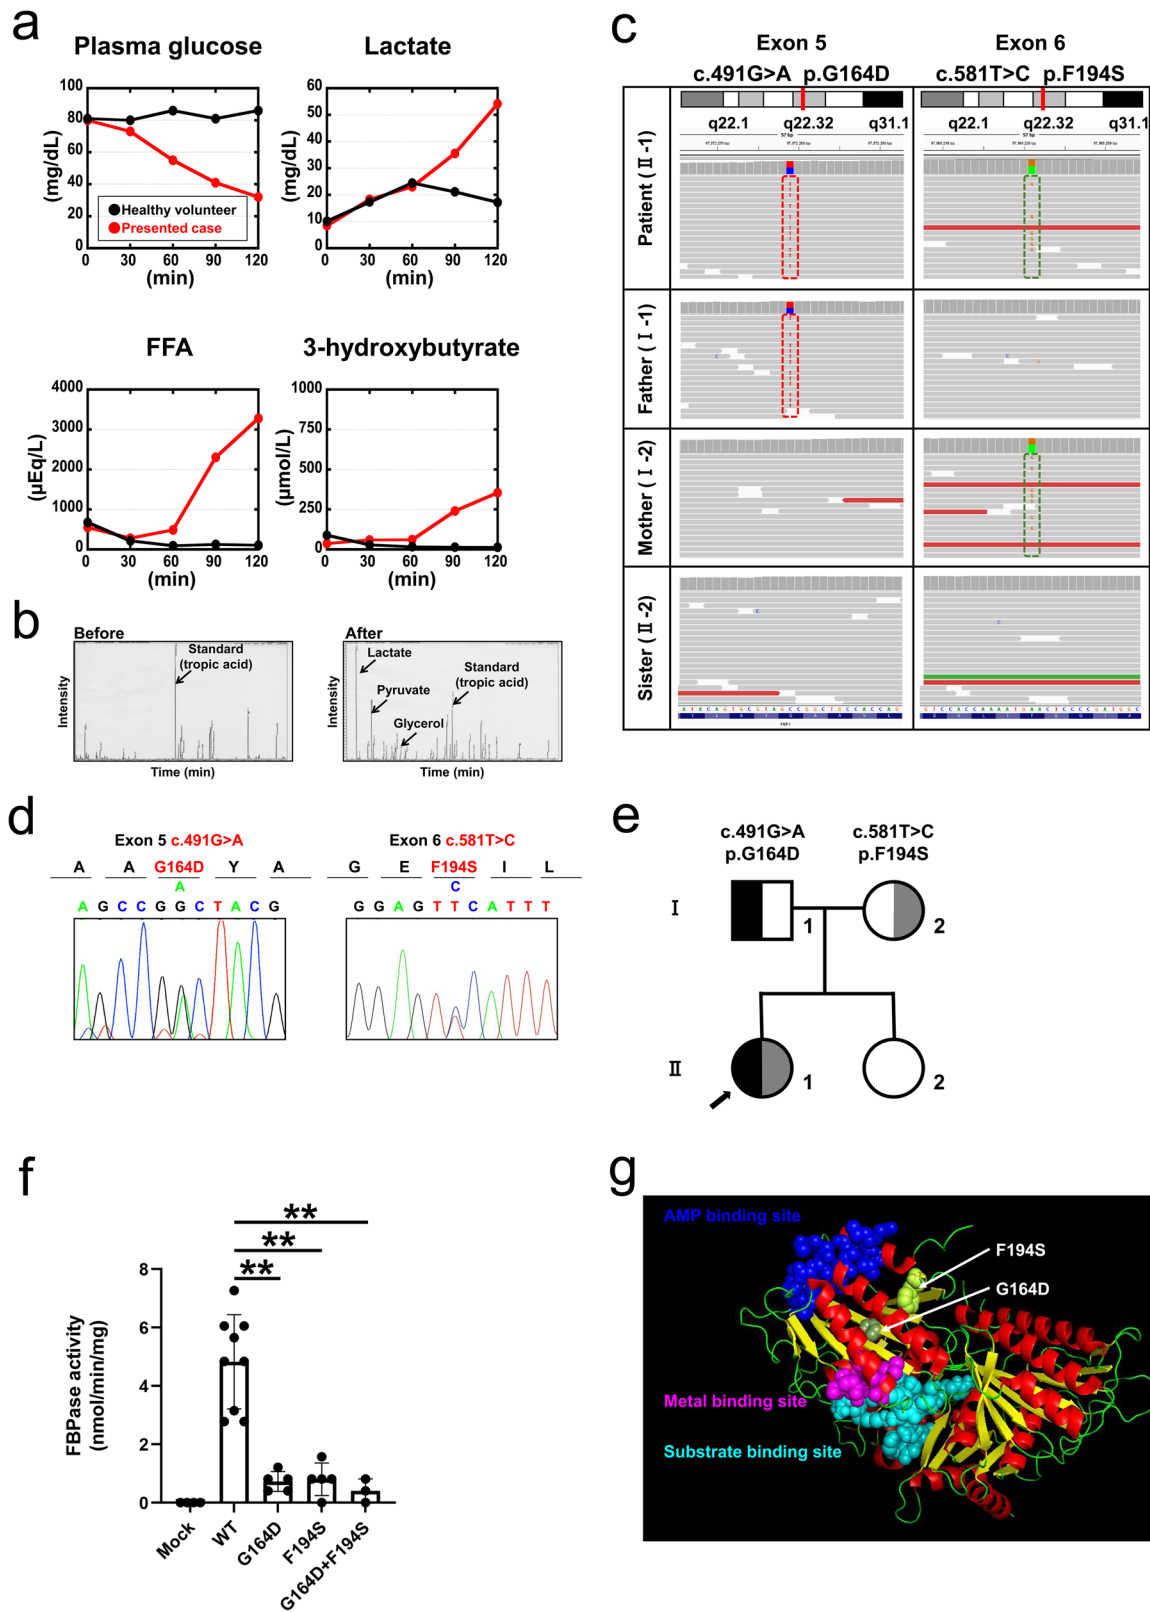 a
Plasma glucose
Lactate
(mg/dL)
100
80
60
40
20
0
Healthy volunteer
Presented case
0 30 60 90 120
(min)
(mg/dL)
60
50
40
30
20
10
0
0 30 60 90 120
(min)
FFA
3-hydroxybutyrate
(µEq/L)
4000
3000
2000
1000
0
0 30 60 90 120
(min)
(µmol/L)
1000
750
500
250
0
0 30 60 90 120
(min)
b
Before
Standard
(tropic acid)
Intensity
Time (min)
After
Lactate
Pyruvate
Glycerol
Standard
(tropic acid)
Intensity
Time (min)
c
Exon 5
Exon 6
c.491G>A p.G164D
c.581T>C p.F194S
q22.1 q22.32 q31.1
q22.1 q22.32 q31.1
57 bp
57 bp
Patient (Ⅱ-1)
Father (Ⅰ-1)
Mother (Ⅰ-2)
Sister (Ⅱ-2)
A T A C A G T G C G T A G C C G G C T G C C A C C A G
G T C C A C C A A A A T G A A C T C C C C G A T G G C
FBP1
d
Exon 5 c.491G>A
A A G164D Y A
A
A G C C G G C T A C G
Exon 6 c.581T>C
G E F194S I L
C
G G A G T T C A T T T
e
c.491G>A
p.G164D
c.581T>C
p.F194S
Ⅰ
1
2
Ⅱ
1
2
f
**
**
**
FBPase activity
(nmol/min/mg)
8
6
4
2
0
Mock
WT
G164D
F194S
G164D+F194S
g
AMP binding site
F194S
G164D
Metal binding site
Substrate binding site